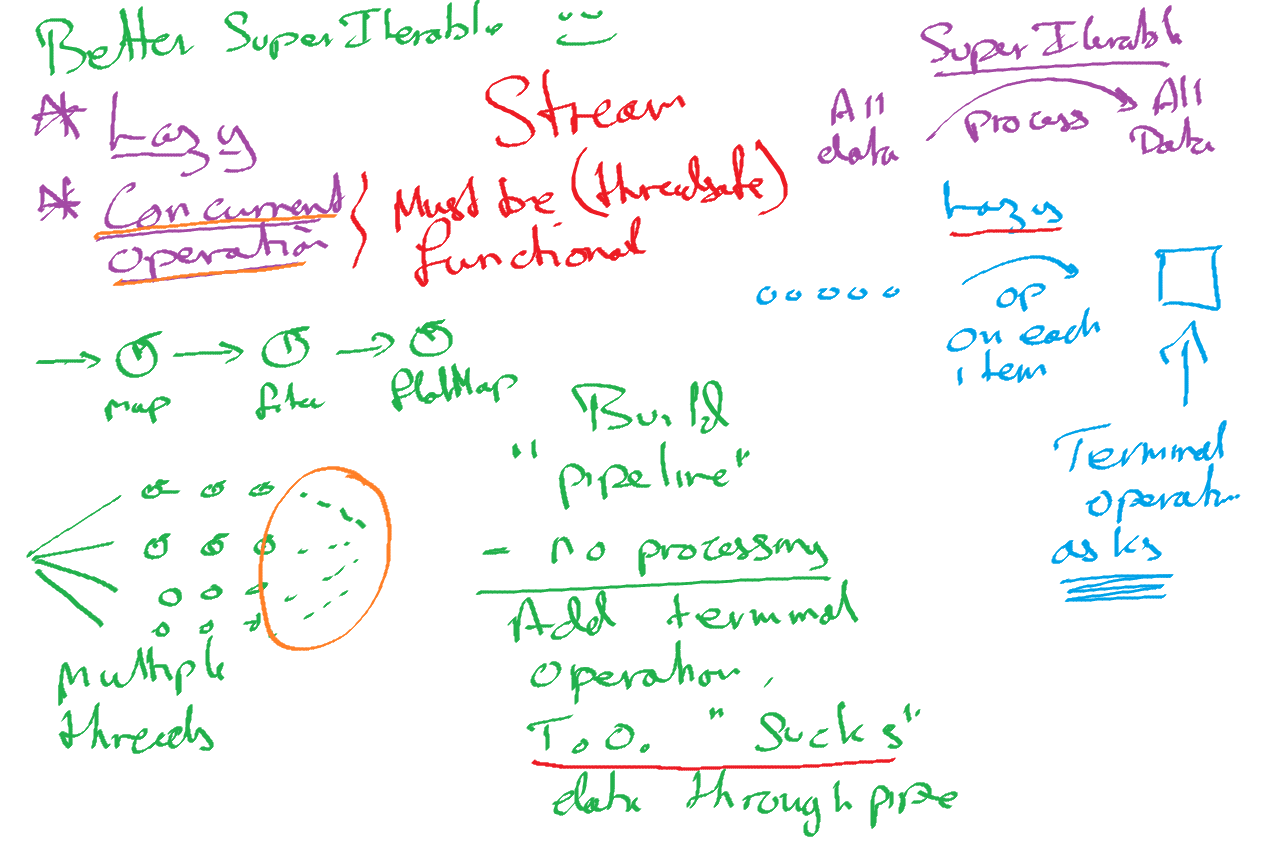 Better SuperIterable
* Lazy
* Concurrent
operation
Stream
Must be (threadsafe)
functional
SuperIterable
All
data
process
All
Data
Lazy
op
on each
item
Terminal
operatn
asks
map
filter
flatMap
Build
"pipeline"
- no processing
Add terminal
operation,
T.O. "Sucks"
data through pipe
Multiple
threads